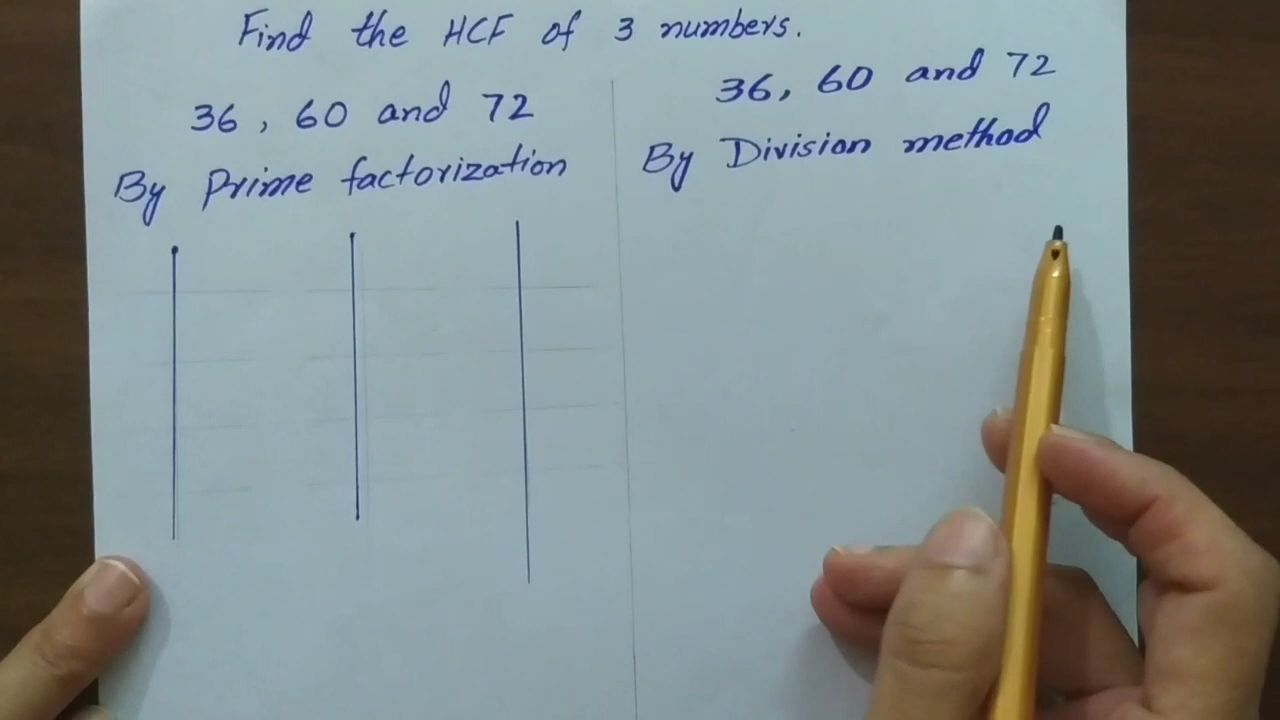 Find the HCF of 3 numbers.
36, 60 and 72
By Prime factorization
36, 60 and 72
By Division method